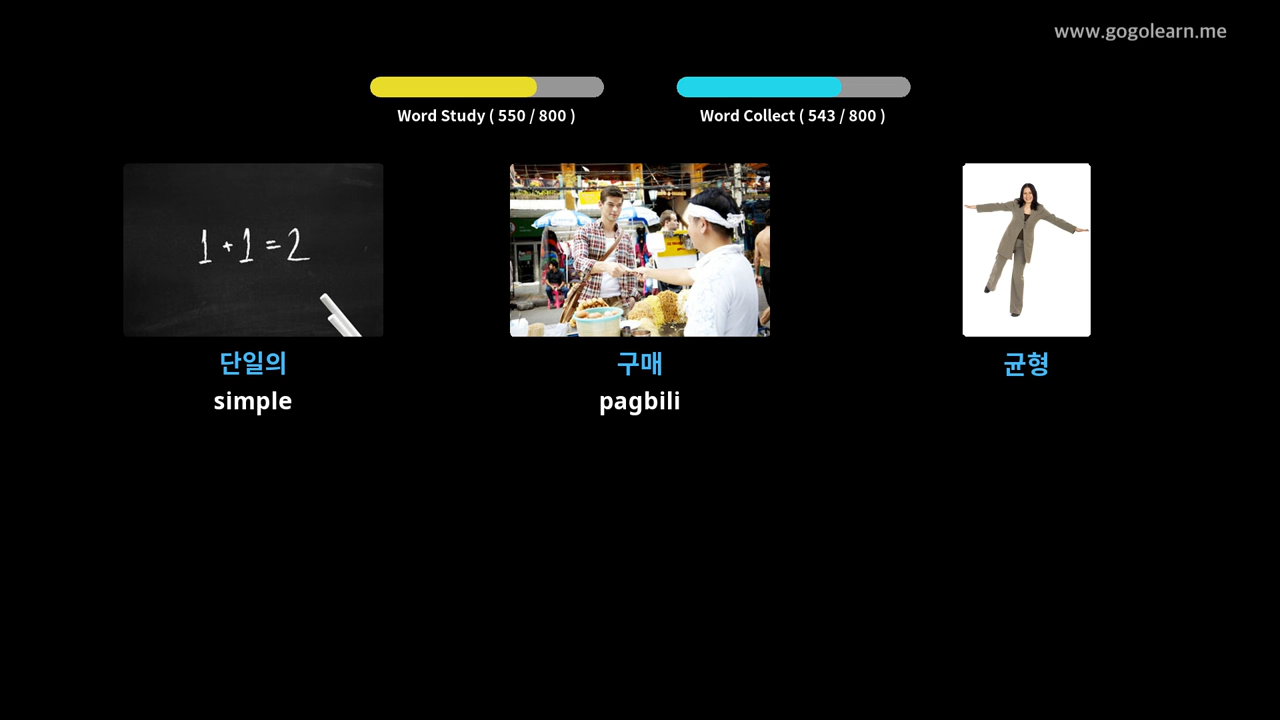 www.gogolearn.me
Word Study ( 550 / 800 )
Word Collect ( 543 / 800 )
1 + 1 = 2
단일의
simple
구매
pagbili
균형